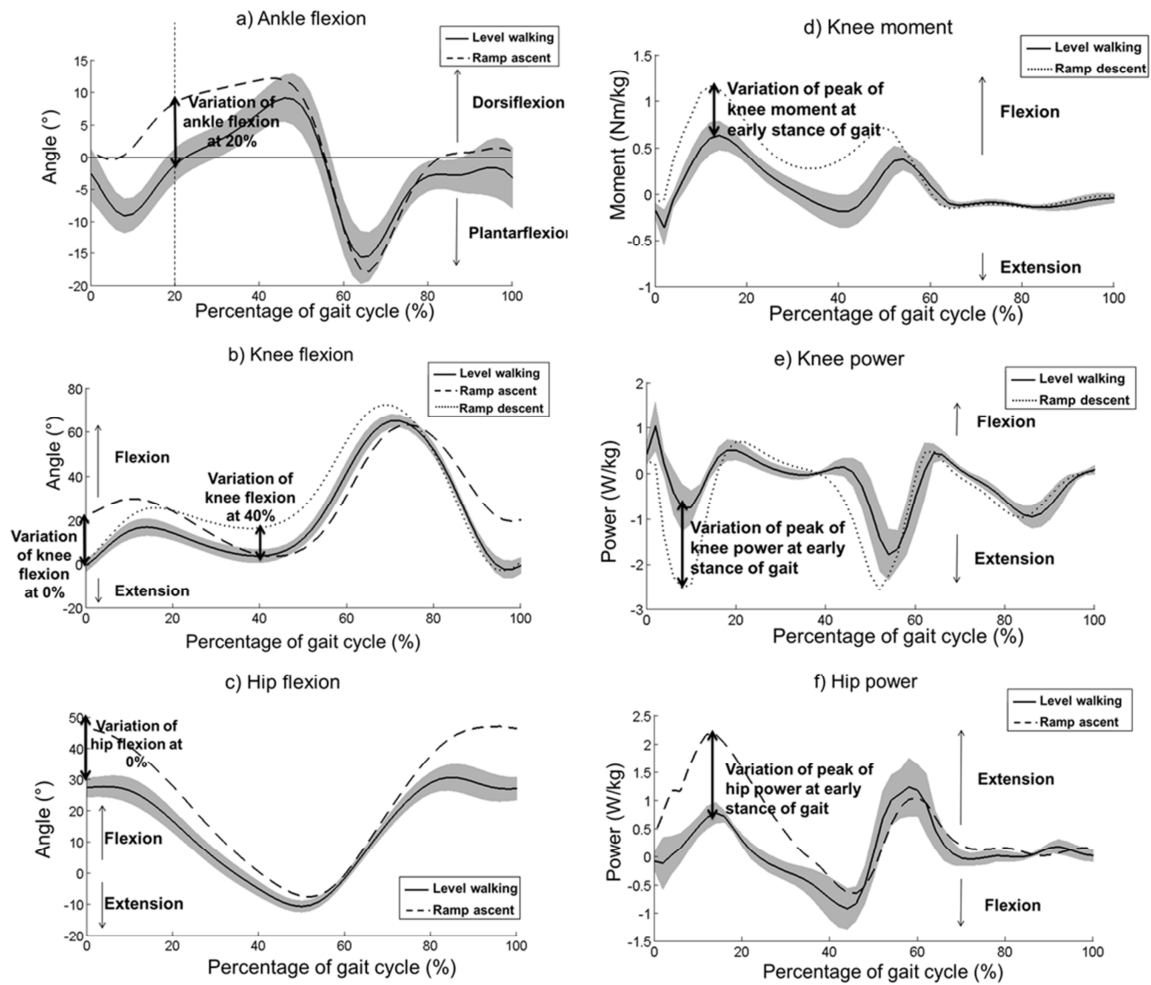 a) Ankle flexion
Level walking
Ramp ascent
15
10
5
0
-5
-10
-15
-20
Angle (°)
Variation of
ankle flexion
at 20%
Dorsiflexion
Plantarflexion
0
20
40
60
80
100
Percentage of gait cycle (%)
b) Knee flexion
Level walking
Ramp ascent
Ramp descent
80
60
40
20
0
-20
Angle (°)
Flexion
Variation of
knee flexion
at 40%
Variation
of knee
flexion
at 0%
Extension
0
20
40
60
80
100
Percentage of gait cycle (%)
c) Hip flexion
50
40
30
20
10
0
-10
-20
Angle (°)
Variation of
hip flexion at
0%
Flexion
Extension
Level walking
Ramp ascent
0
20
40
60
80
100
Percentage of gait cycle (%)
d) Knee moment
Level walking
Ramp descent
1.5
1
0.5
0
-0.5
-1
Moment (Nm/kg)
Variation of peak of
knee moment at
early stance of gait
Flexion
Extension
0
20
40
60
80
100
Percentage of gait cycle (%)
e) Knee power
Level walking
Ramp descent
2
1
0
-1
-2
-3
Power (W/kg)
Flexion
Variation of peak of
knee power at early
stance of gait
Extension
0
20
40
60
80
100
Percentage of gait cycle (%)
f) Hip power
Level walking
Ramp ascent
2.5
2
1.5
1
0.5
0
-0.5
-1
-1.5
Power (W/kg)
Variation of peak of
hip power at early
stance of gait
Extension
Flexion
0
20
40
60
80
100
Percentage of gait cycle (%)